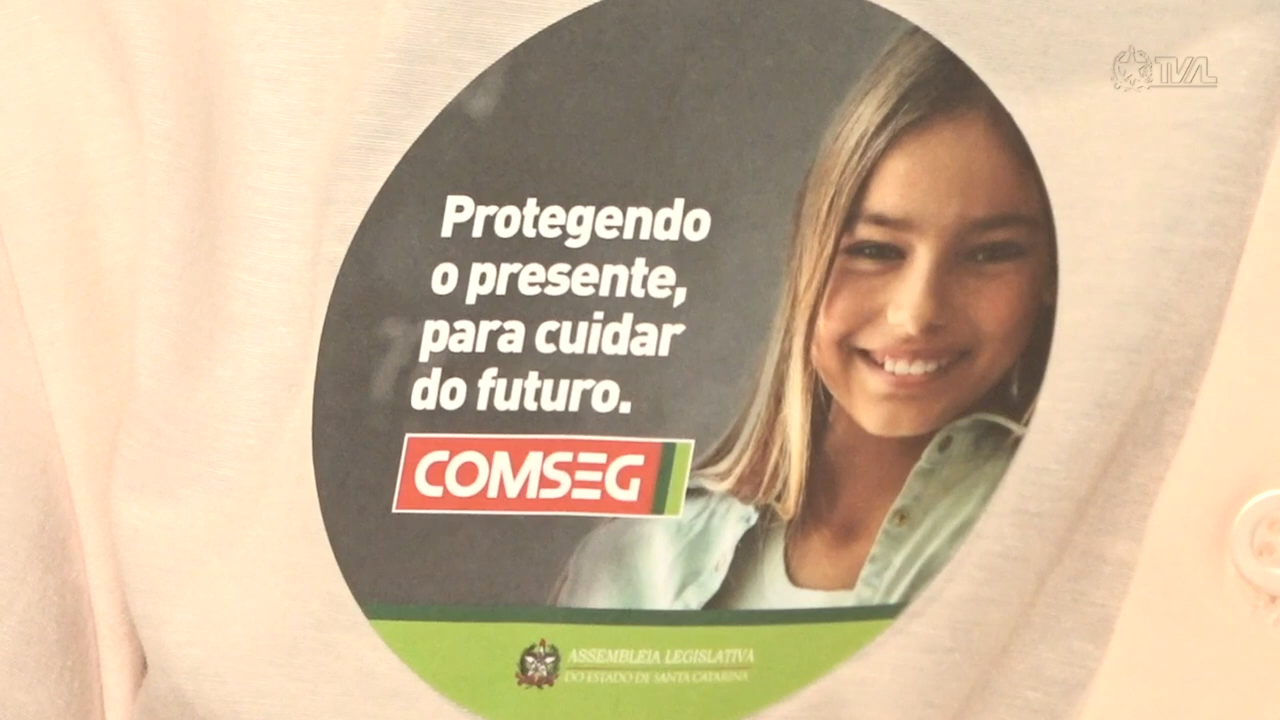 TVAL
Protegendo
o presente,
para cuidar
do futuro.
COMSEG
ASSEMBLEIA LEGISLATIVA
DO ESTADO DE SANTA CATARINA